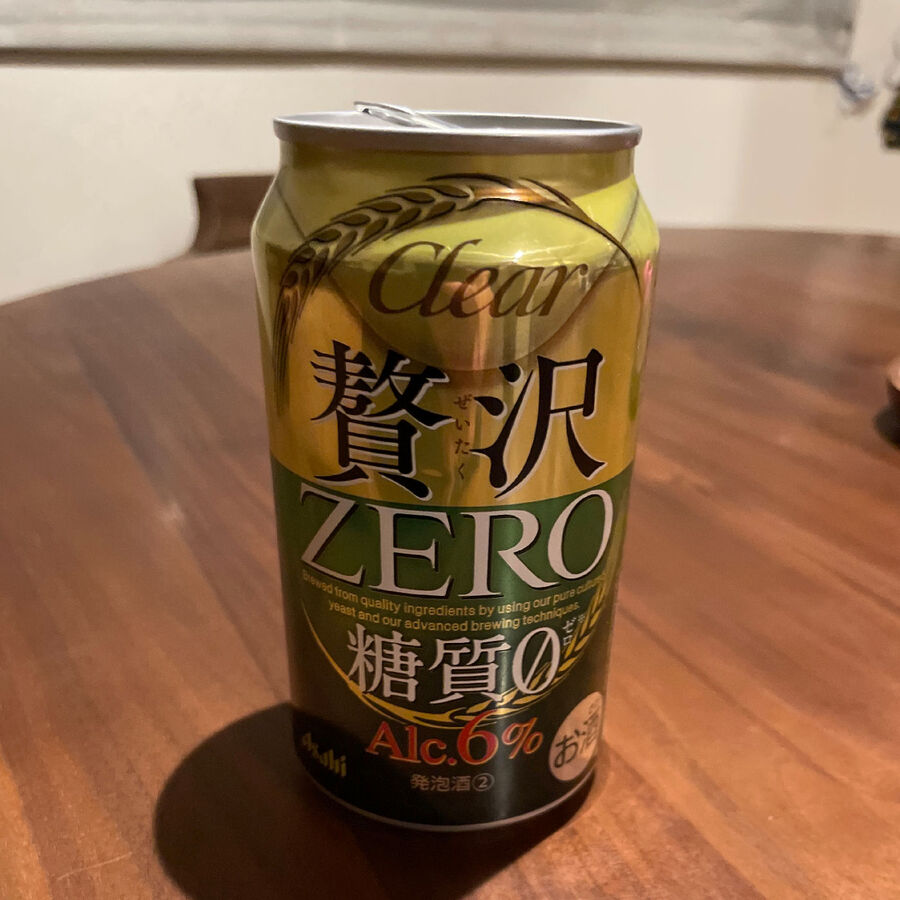 Clear
贅沢
ぜいたく
ZERO
Brewed from quality ingredients by using our pure cultured
yeast and our advanced brewing techniques.
糖質0
ゼロ
Alc.6%
お酒
Asahi
発泡酒②